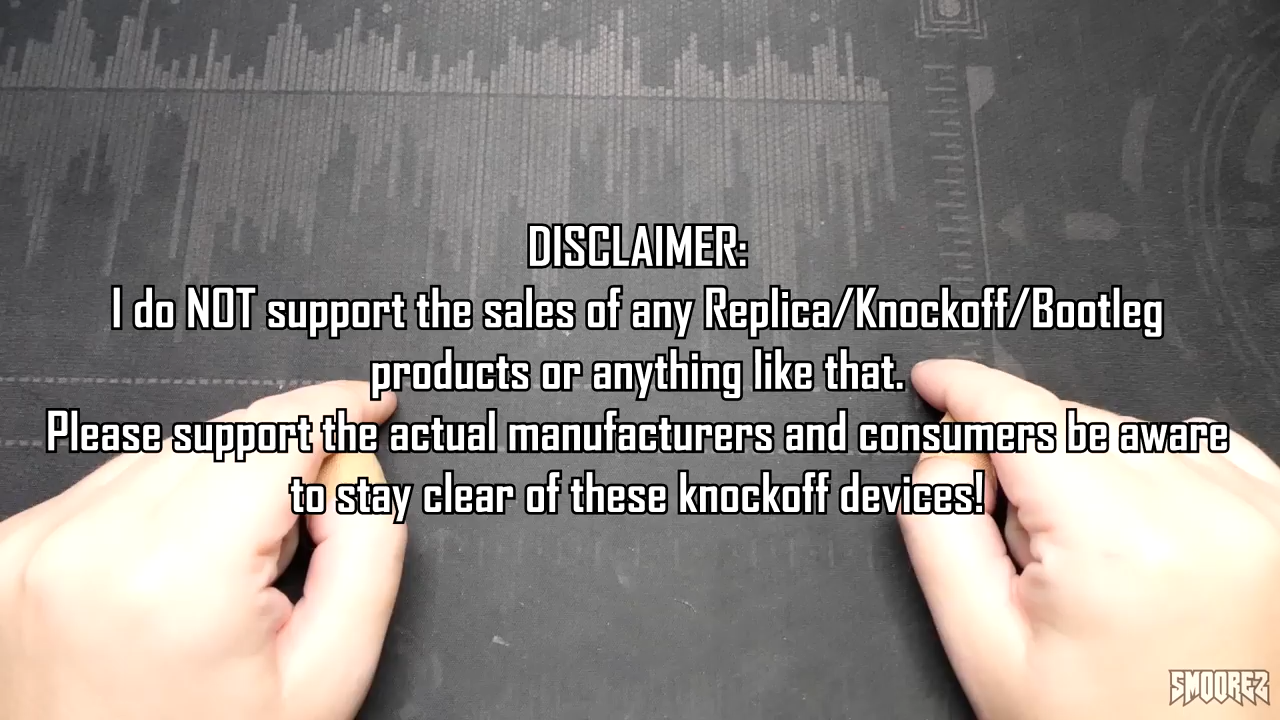 DISCLAIMER:
I do NOT support the sales of any Replica/Knockoff/Bootleg
products or anything like that.
Please support the actual manufacturers and consumers be aware
to stay clear of these knockoff devices!
SMOOREZ